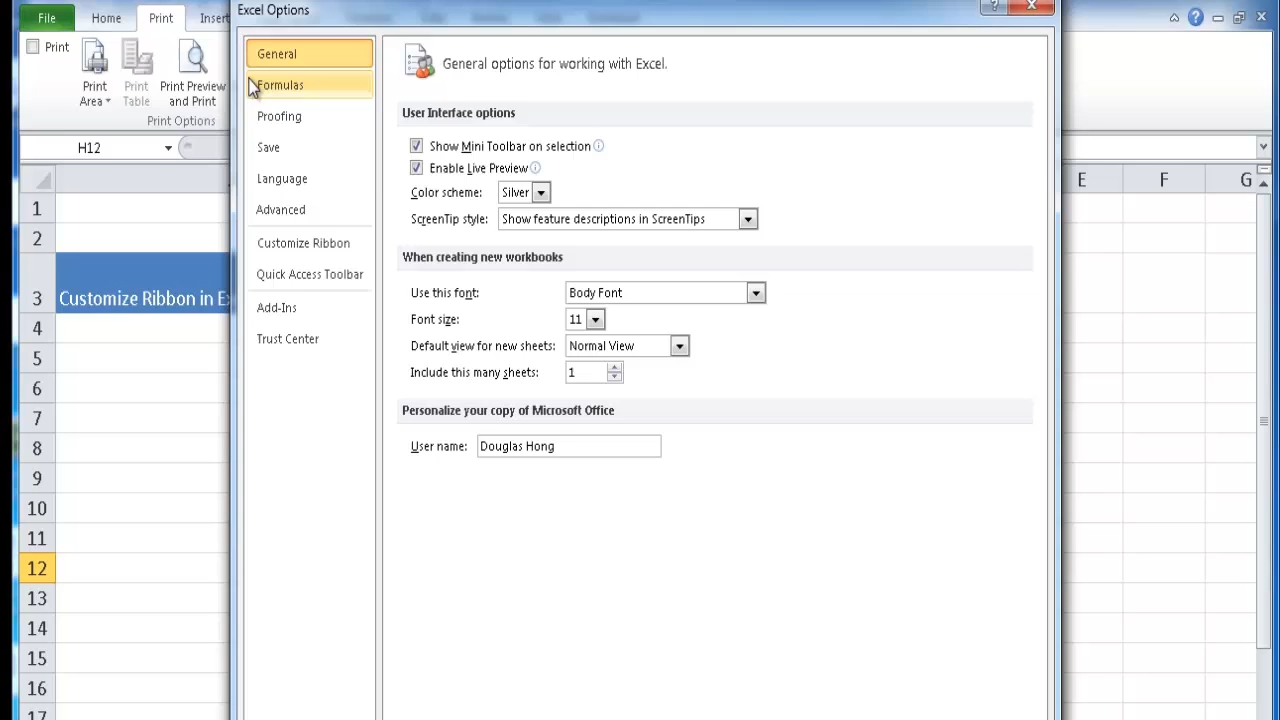 Excel Options
File Home Print Insert
Print
Print Area
Print Table
Print Preview and Print
Print Options
H12
E F G
1
2
3 Customize Ribbon in Ex
4
5
6
7
8
9
10
11
12
13
14
15
16
17
General
Formulas
Proofing
Save
Language
Advanced
Customize Ribbon
Quick Access Toolbar
Add-Ins
Trust Center
General options for working with Excel.
User Interface options
Show Mini Toolbar on selection
Enable Live Preview
Color scheme: Silver
ScreenTip style: Show feature descriptions in ScreenTips
When creating new workbooks
Use this font: Body Font
Font size: 11
Default view for new sheets: Normal View
Include this many sheets: 1
Personalize your copy of Microsoft Office
User name: Douglas Hong